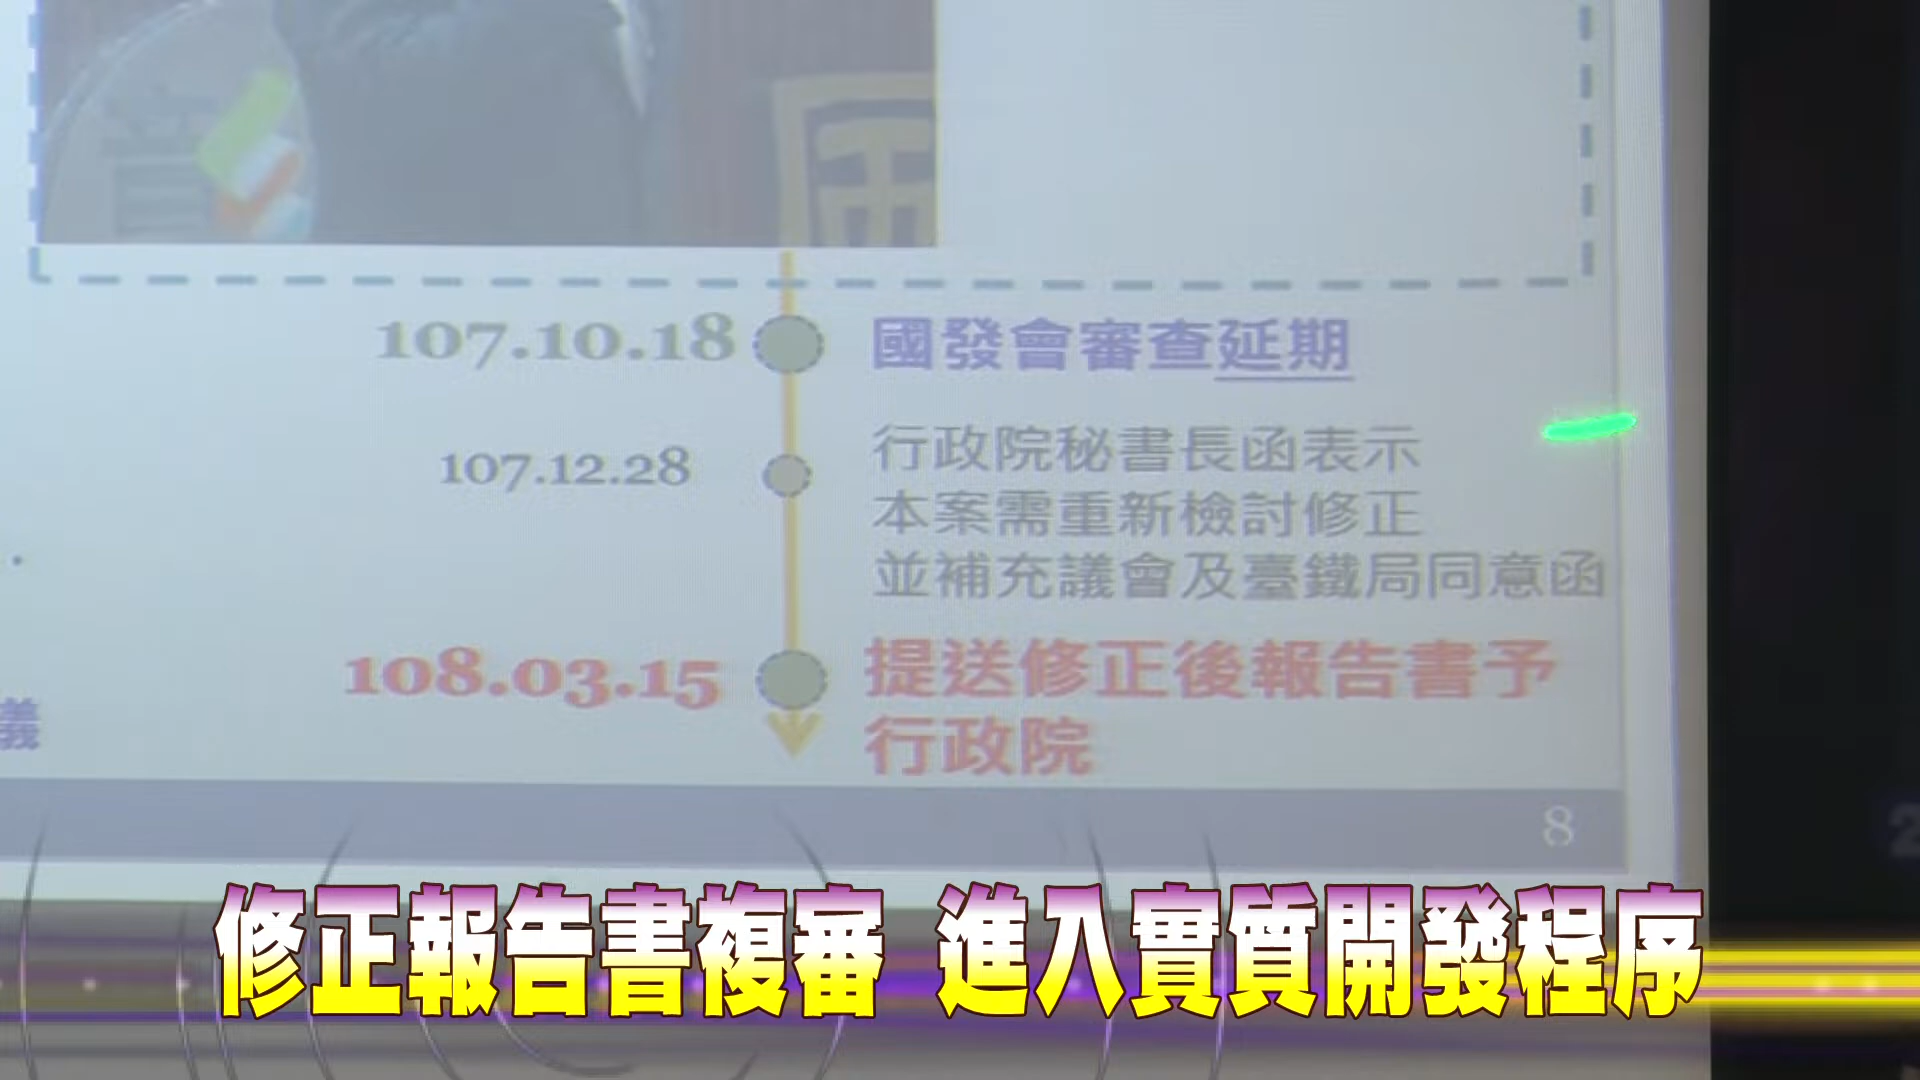 107.10.18 國發會審查延期
107.12.28 行政院秘書長函表示
本案需重新檢討修正
並補充議會及臺鐵局同意函
108.03.15 提送修正後報告書予
行政院
義
8
修正報告書複審 進入實質開發程序